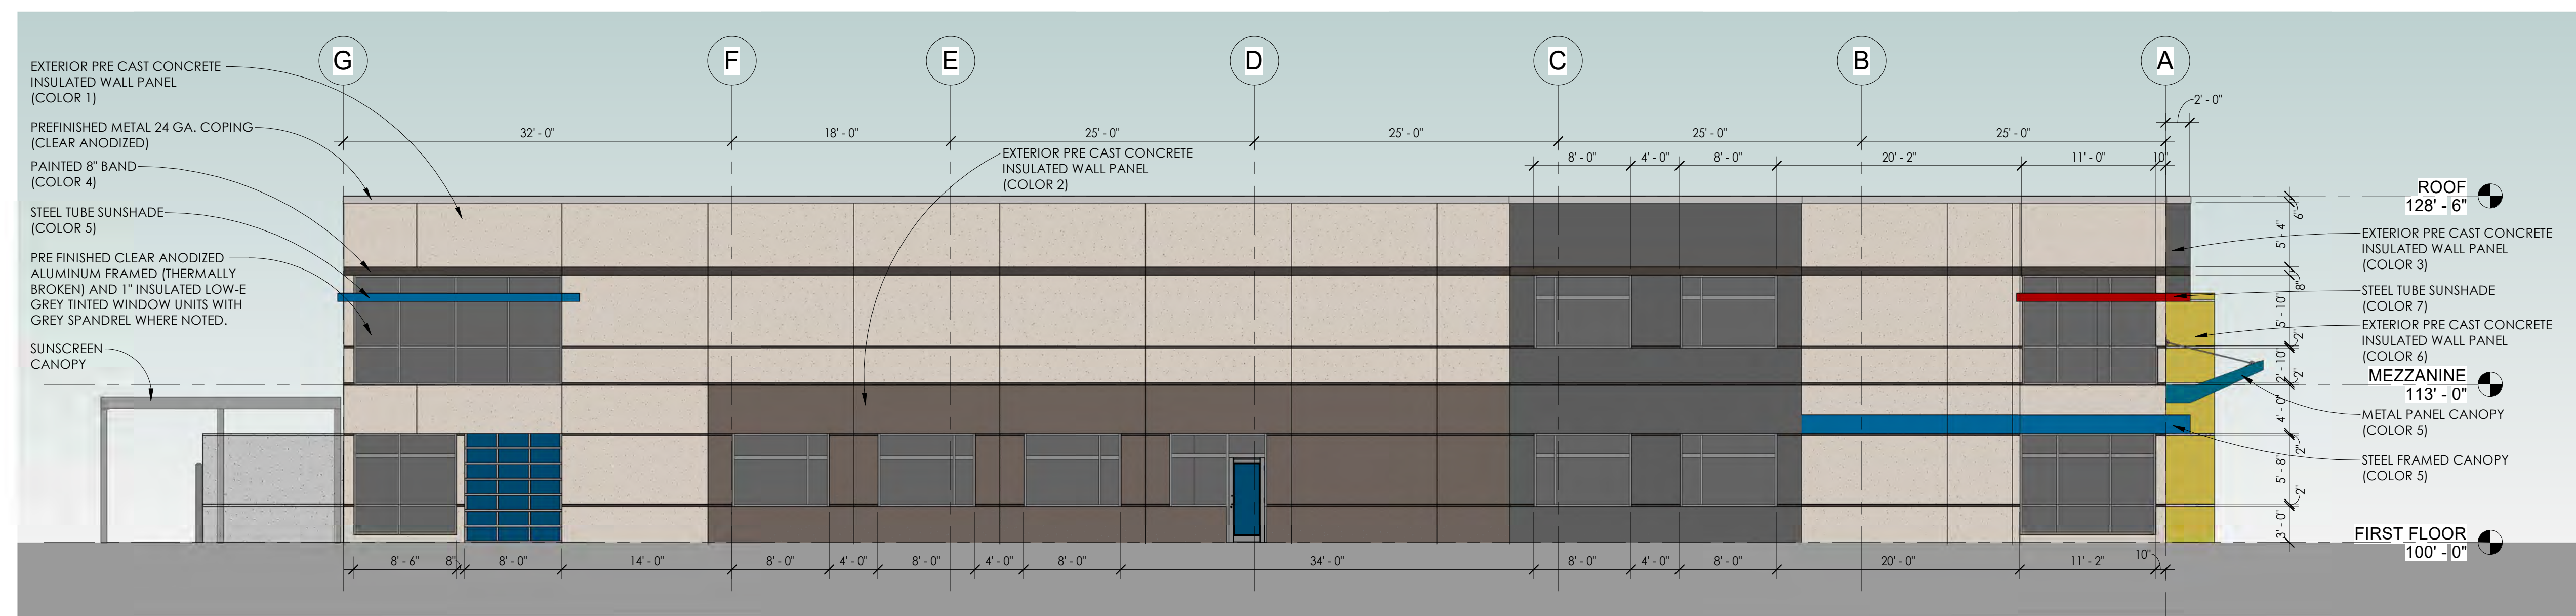 G
F
E
D
C
B
A
EXTERIOR PRE CAST CONCRETE
INSULATED WALL PANEL
(COLOR 1)
PREFINISHED METAL 24 GA. COPING
(CLEAR ANODIZED)
PAINTED 8" BAND
(COLOR 4)
STEEL TUBE SUNSHADE
(COLOR 5)
PRE FINISHED CLEAR ANODIZED
ALUMINUM FRAMED (THERMALLY
BROKEN) AND 1" INSULATED LOW-E
GREY TINTED WINDOW UNITS WITH
GREY SPANDREL WHERE NOTED.
SUNSCREEN
CANOPY
2' - 0"
32' - 0"
18' - 0"
25' - 0"
25' - 0"
25' - 0"
25' - 0"
EXTERIOR PRE CAST CONCRETE
INSULATED WALL PANEL
(COLOR 2)
8' - 0"
4' - 0"
8' - 0"
20' - 2"
11' - 0"
10"
ROOF
128' - 6"
EXTERIOR PRE CAST CONCRETE
INSULATED WALL PANEL
(COLOR 3)
STEEL TUBE SUNSHADE
(COLOR 7)
EXTERIOR PRE CAST CONCRETE
INSULATED WALL PANEL
(COLOR 6)
MEZZANINE
113' - 0"
METAL PANEL CANOPY
(COLOR 5)
STEEL FRAMED CANOPY
(COLOR 5)
FIRST FLOOR
100' - 0"
6"
5' - 4"
8"
5' - 10"
2"
2' - 10"
2"
4' - 0"
2"
5' - 8"
2"
3' - 0"
8' - 6"
8"
8' - 0"
14' - 0"
8' - 0"
4' - 0"
8' - 0"
4' - 0"
8' - 0"
34' - 0"
8' - 0"
4' - 0"
8' - 0"
20' - 0"
11' - 2"
10"